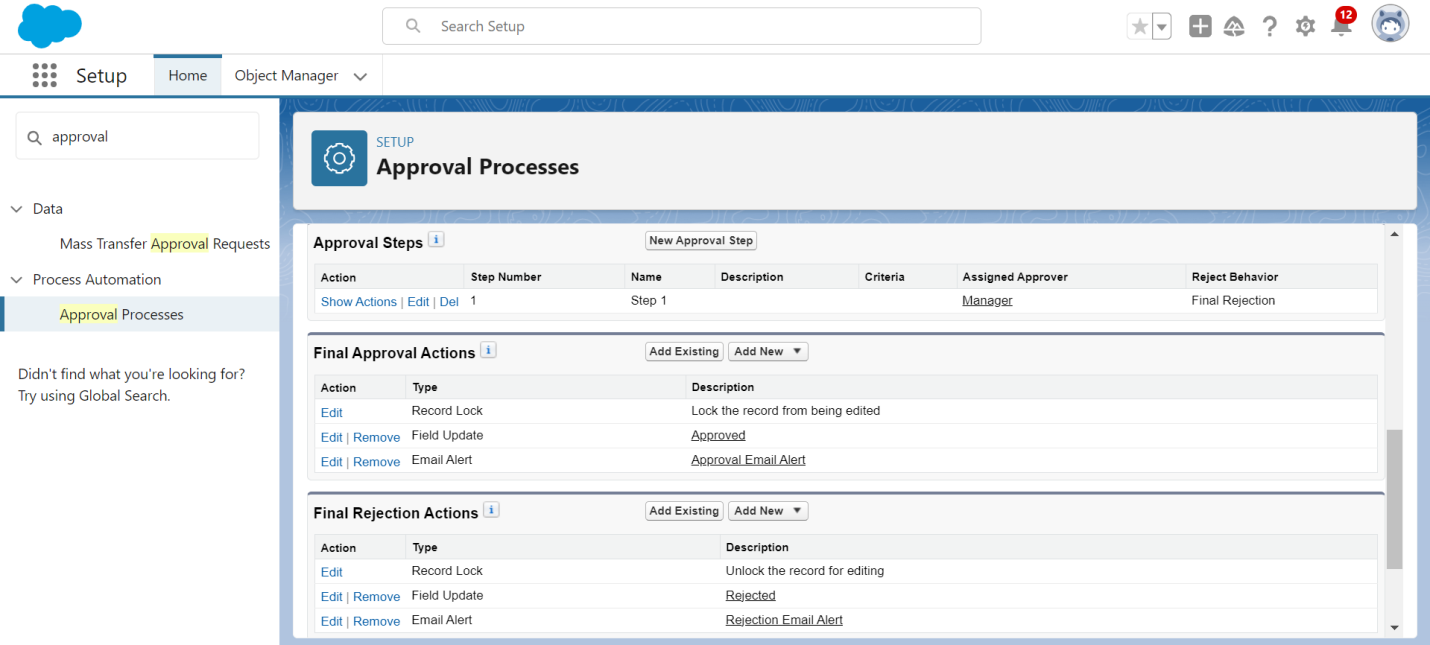 Search Setup
12
Setup Home Object Manager
approval
Data
Mass Transfer Approval Requests
Process Automation
Approval Processes
Didn't find what you're looking for?
Try using Global Search.
SETUP
Approval Processes
Approval Steps i New Approval Step
Action Step Number Name Description Criteria Assigned Approver Reject Behavior
Show Actions | Edit | Del 1 Step 1 Manager Final Rejection
Final Approval Actions i Add Existing Add New
Action Type Description
Edit Record Lock Lock the record from being edited
Edit | Remove Field Update Approved
Edit | Remove Email Alert Approval Email Alert
Final Rejection Actions i Add Existing Add New
Action Type Description
Edit Record Lock Unlock the record for editing
Edit | Remove Field Update Rejected
Edit | Remove Email Alert Rejection Email Alert